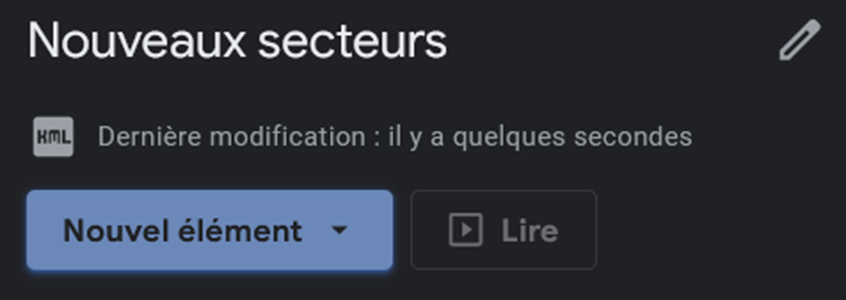 Nouveaux secteurs
KML Dernière modification : il y a quelques secondes
Nouvel élément Lire